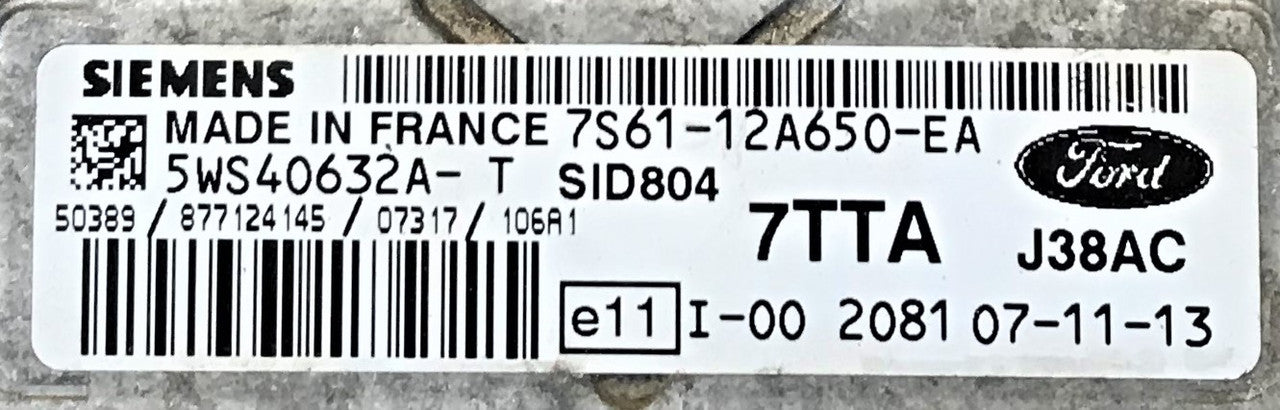 SIEMENS
MADE IN FRANCE 7S61-12A650-EA
5WS40632A- T SID804
Ford
50389 / 877124145 / 07317 / 106A1
7TTA J38AC
e11 I-00 2081 07-11-13